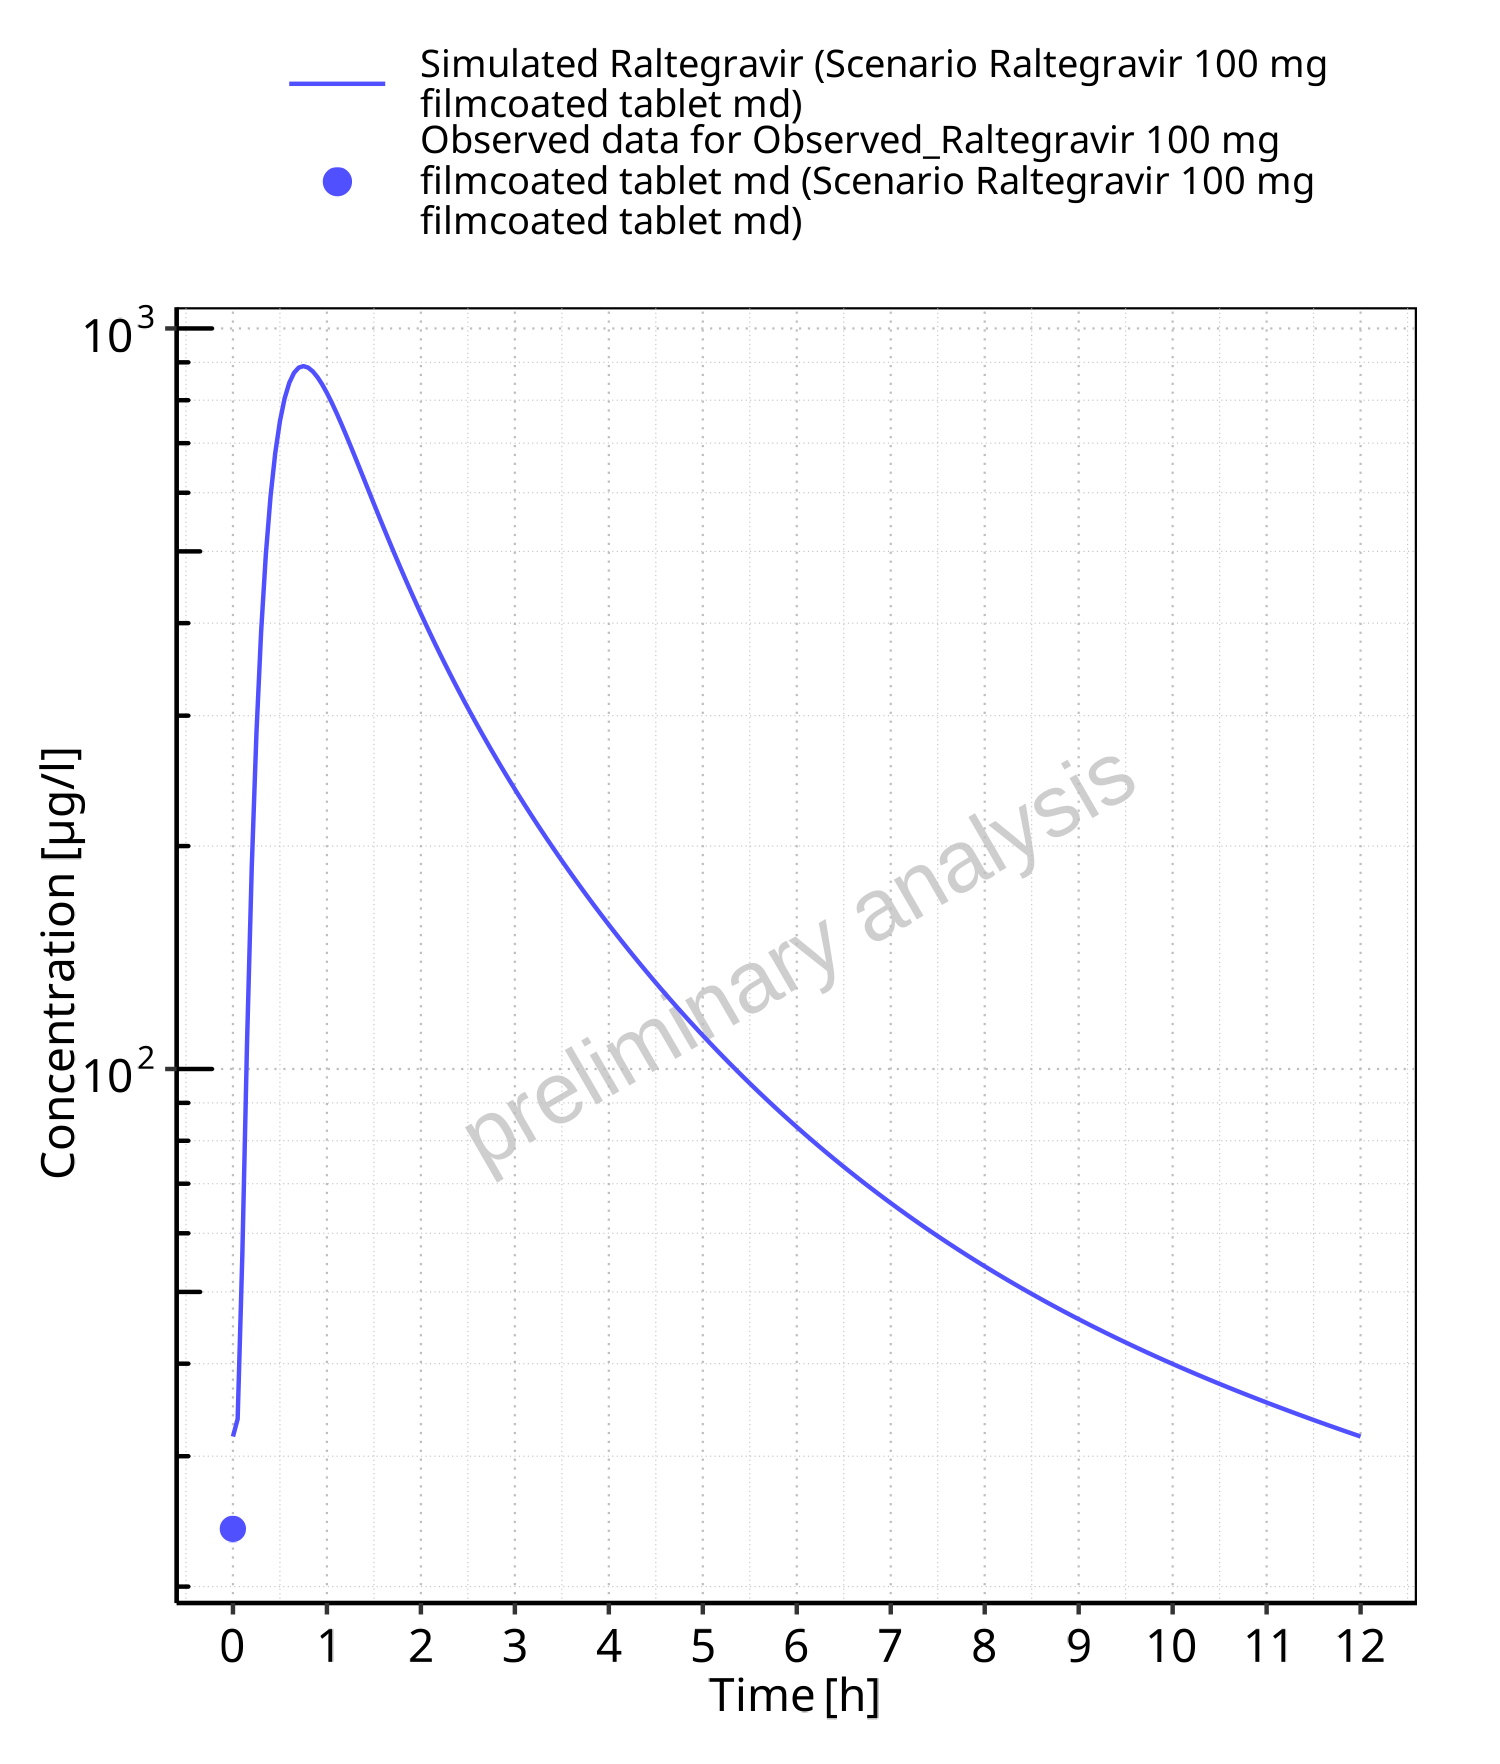 Simulated Raltegravir (Scenario Raltegravir 100 mg
filmcoated tablet md)
Observed data for Observed_Raltegravir 100 mg
filmcoated tablet md (Scenario Raltegravir 100 mg
filmcoated tablet md)
10³
10²
Concentration [µg/l]
preliminary analysis
0 1 2 3 4 5 6 7 8 9 10 11 12
Time [h]